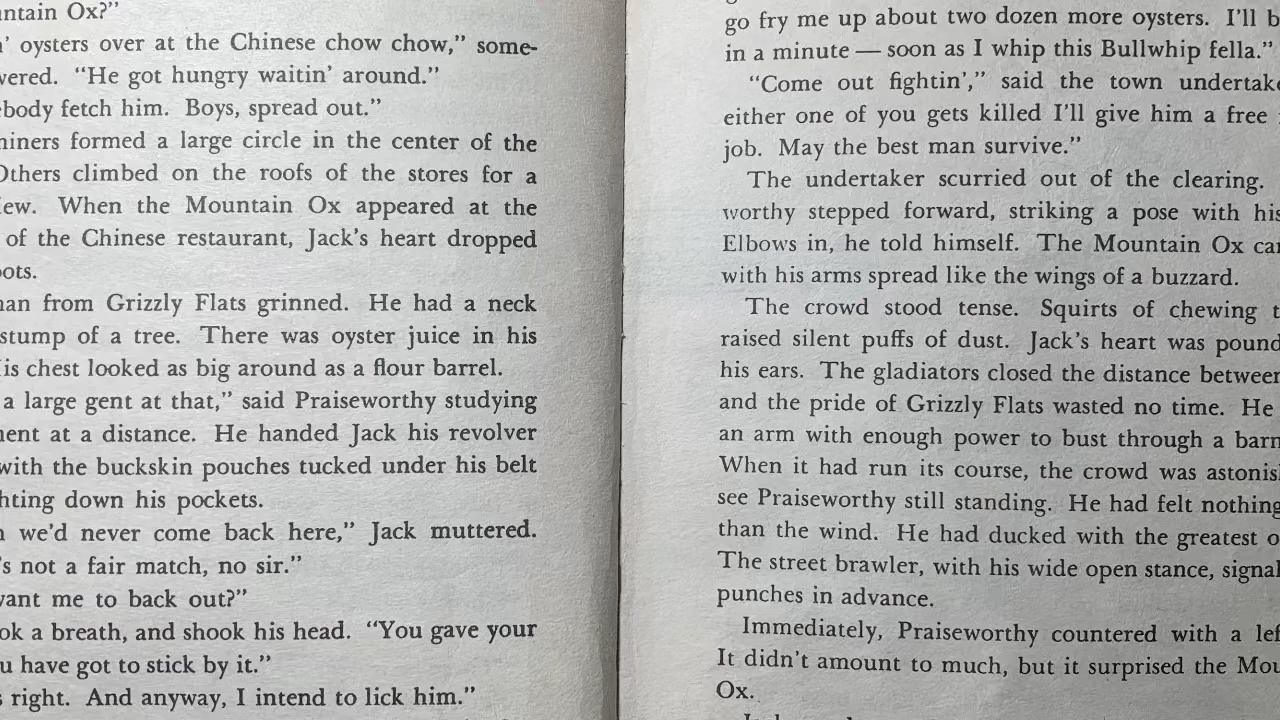 ntain Ox?”
’ oysters over at the Chinese chow chow,” some-
vered. “He got hungry waitin’ around.”
body fetch him. Boys, spread out.”
niners formed a large circle in the center of the
Others climbed on the roofs of the stores for a
iew. When the Mountain Ox appeared at the
of the Chinese restaurant, Jack’s heart dropped
oots.
nan from Grizzly Flats grinned. He had a neck
stump of a tree. There was oyster juice in his
His chest looked as big around as a flour barrel.
a large gent at that,” said Praiseworthy studying
nent at a distance. He handed Jack his revolver
with the buckskin pouches tucked under his belt
hting down his pockets.
we’d never come back here,” Jack muttered.
’s not a fair match, no sir.”
want me to back out?”
ok a breath, and shook his head. “You gave your
u have got to stick by it.”
s right. And anyway, I intend to lick him.”
go fry me up about two dozen more oysters. I’ll b
in a minute — soon as I whip this Bullwhip fella.”
“Come out fightin’,” said the town undertake
either one of you gets killed I’ll give him a free
job. May the best man survive.”
The undertaker scurried out of the clearing.
worthy stepped forward, striking a pose with his
Elbows in, he told himself. The Mountain Ox car
with his arms spread like the wings of a buzzard.
The crowd stood tense. Squirts of chewing t
raised silent puffs of dust. Jack’s heart was pound
his ears. The gladiators closed the distance between
and the pride of Grizzly Flats wasted no time. He
an arm with enough power to bust through a barn
When it had run its course, the crowd was astonis
see Praiseworthy still standing. He had felt nothing
than the wind. He had ducked with the greatest o
The street brawler, with his wide open stance, signal
punches in advance.
Immediately, Praiseworthy countered with a lef
It didn’t amount to much, but it surprised the Mou
Ox.